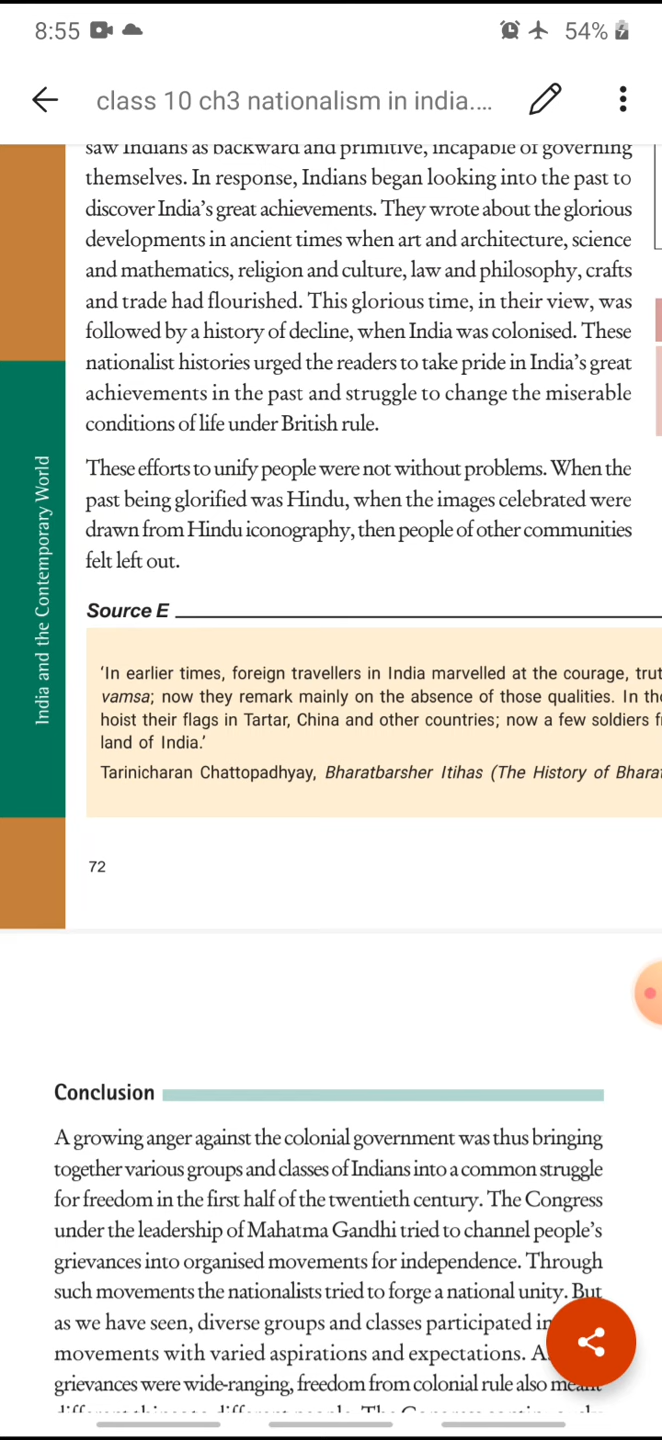 8:55
54%
class 10 ch3 nationalism in india....
saw Indians as backward and primitive, incapable of governing
themselves. In response, Indians began looking into the past to
discover India's great achievements. They wrote about the glorious
developments in ancient times when art and architecture, science
and mathematics, religion and culture, law and philosophy, crafts
and trade had flourished. This glorious time, in their view, was
followed by a history of decline, when India was colonised. These
nationalist histories urged the readers to take pride in India's great
achievements in the past and struggle to change the miserable
conditions of life under British rule.
These efforts to unify people were not without problems. When the
past being glorified was Hindu, when the images celebrated were
drawn from Hindu iconography, then people of other communities
felt left out.
India and the Contemporary World
Source E
'In earlier times, foreign travellers in India marvelled at the courage,
vamsa; now they remark mainly on the absence of those qualities. In
hoist their flags in Tartar, China and other countries; now a few soldiers
land of India.'
Tarinicharan Chattopadhyay, Bharatbarsher Itihas (The History of
72
Conclusion
A growing anger against the colonial government was thus bringing
together various groups and classes of Indians into a common struggle
for freedom in the first half of the twentieth century. The Congress
under the leadership of Mahatma Gandhi tried to channel people's
grievances into organised movements for independence. Through
such movements the nationalists tried to forge a national unity. But
as we have seen, diverse groups and classes participated in
movements with varied aspirations and expectations.
grievances were wide-ranging, freedom from colonial rule also meant